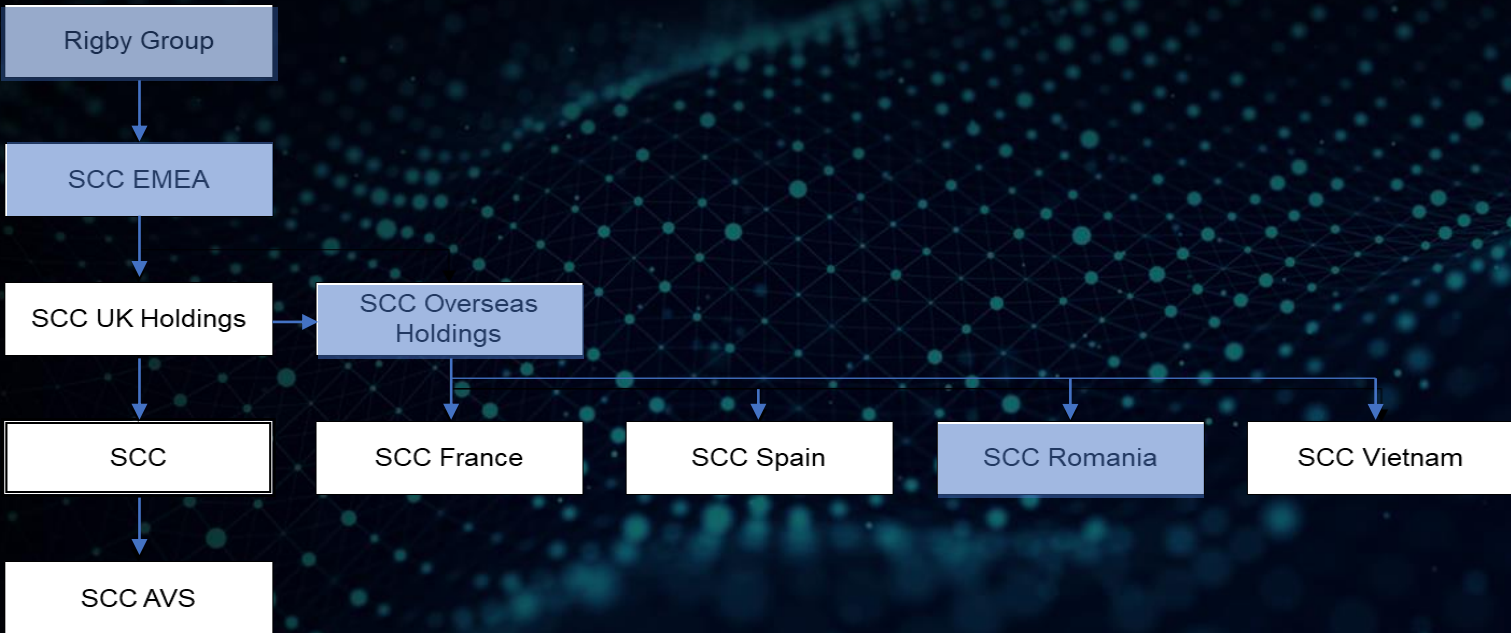 Rigby Group
SCC EMEA
SCC UK Holdings
SCC Overseas
Holdings
SCC
SCC France
SCC Spain
SCC Romania
SCC Vietnam
SCC AVS